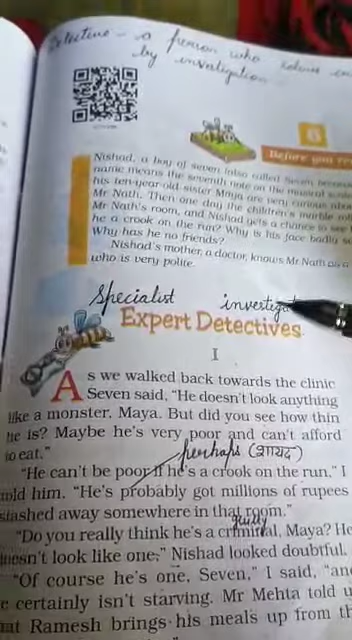 Detective - a person who solves
by investigation
6
Before you re
Nishad, a boy of seven (also called Seven because
name means the seventh note on the musical scale
his ten-year-old sister Maya are very curious abou
Mr Nath. Then one day the children's marble rol
Mr Nath's room, and Nishad gets a chance to see
he a crook on the run? Why is his face badly
Why has he no friends?
Nishad's mother, a doctor, knows Mr Nath as a
who is very polite.
Specialist investigat
Expert Detectives
I
As we walked back towards the clinic
Seven said, "He doesn't look anything
like a monster, Maya. But did you see how thin
he is? Maybe he's very poor and can't afford
to eat."
perhaps (शायद)
"He can't be poor if he's a crook on the run." I
told him. "He's probably got millions of rupees
stashed away somewhere in that room."
guilty
"Do you really think he's a criminal, Maya? He
doesn't look like one," Nishad looked doubtful.
"Of course he's one, Seven," I said, "an
e certainly isn't starving. Mr Mehta told u
hat Ramesh brings his meals up from th